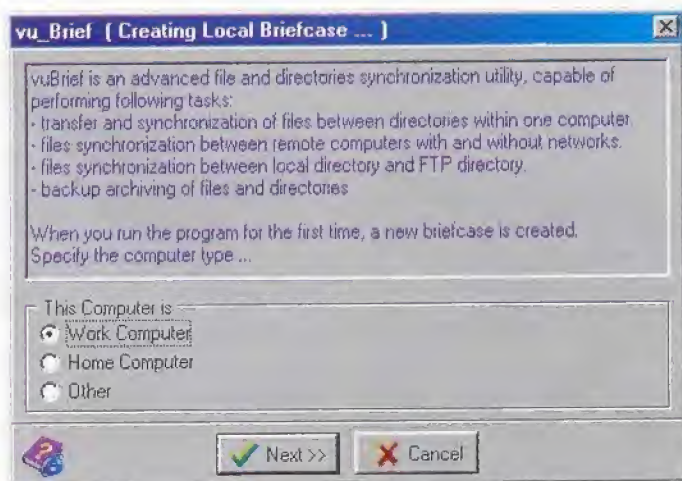 vu_Brief ( Creating Local Briefcase ... )
vuBrief is an advanced file and directories synchronization utility, capable of
performing following tasks:
- transfer and synchronization of files between directories within one computer.
- files synchronization between remote computers with and without networks.
- files synchronization between local directory and FTP directory.
- backup archiving of files and directories
When you run the program for the first time, a new briefcase is created.
Specify the computer type ...
This Computer is
Work Computer
Home Computer
Other
Next >>
Cancel